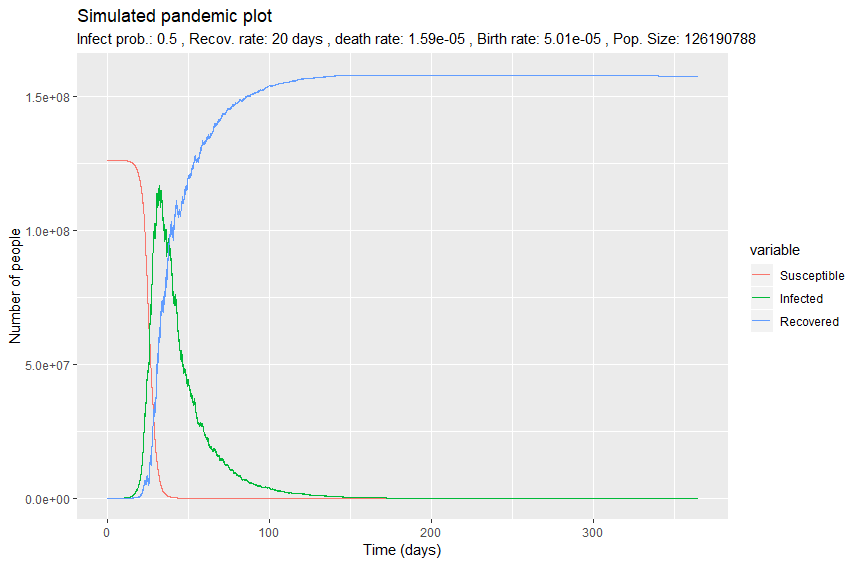 Simulated pandemic plot
Infect prob.: 0.5 , Recov. rate: 20 days , death rate: 1.59e-05 , Birth rate: 5.01e-05 , Pop. Size: 126190788
1.5e+08
1.0e+08
5.0e+07
0.0e+00
Number of people
0
100
200
300
Time (days)
variable
Susceptible
Infected
Recovered